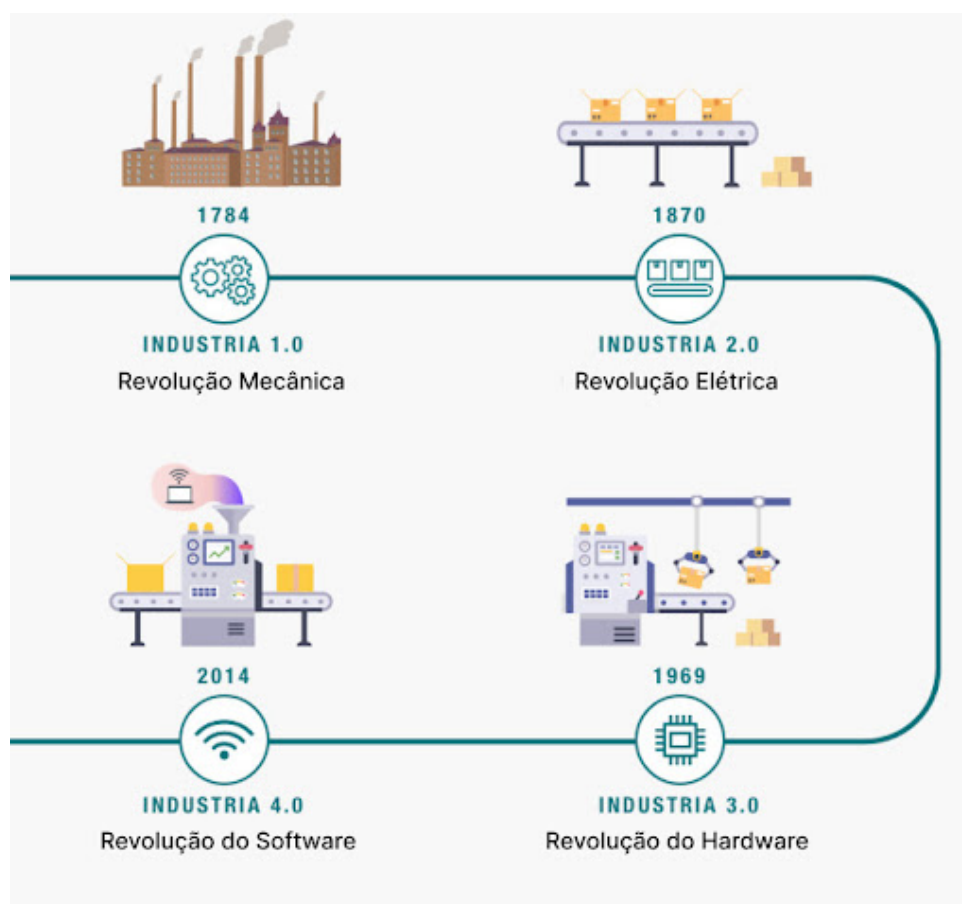 1784
INDUSTRIA 1.0
Revolução Mecânica
1870
INDUSTRIA 2.0
Revolução Elétrica
1969
INDUSTRIA 3.0
Revolução do Hardware
2014
INDUSTRIA 4.0
Revolução do Software